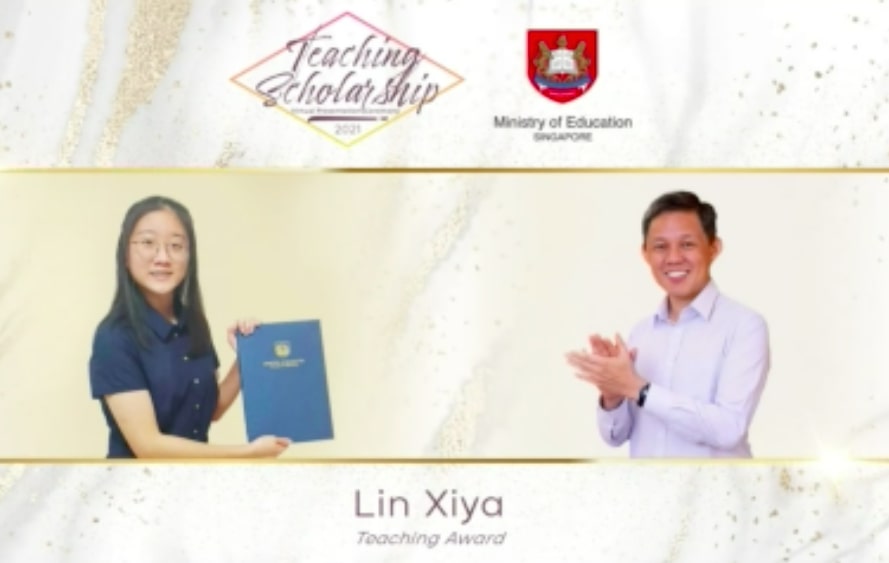 Teaching
Scholarship
2021
Ministry of Education
SINGAPORE
Lin Xiya
Teaching Award